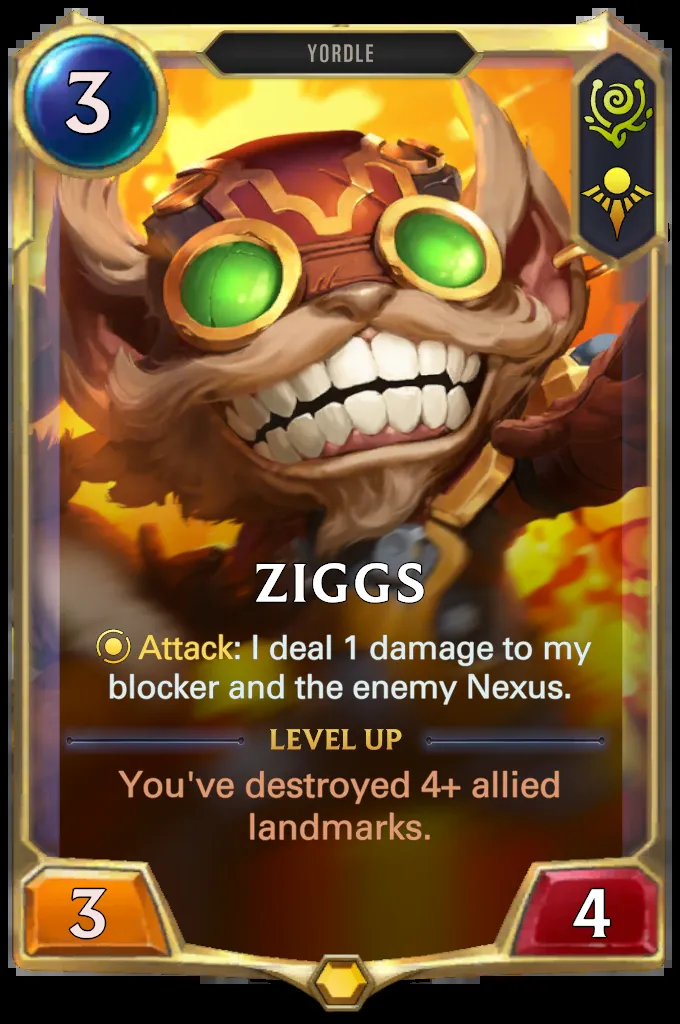 YORDLE
3
ZIGGS
Attack: I deal 1 damage to my
blocker and the enemy Nexus.
LEVEL UP
You've destroyed 4+ allied
landmarks.
3
4